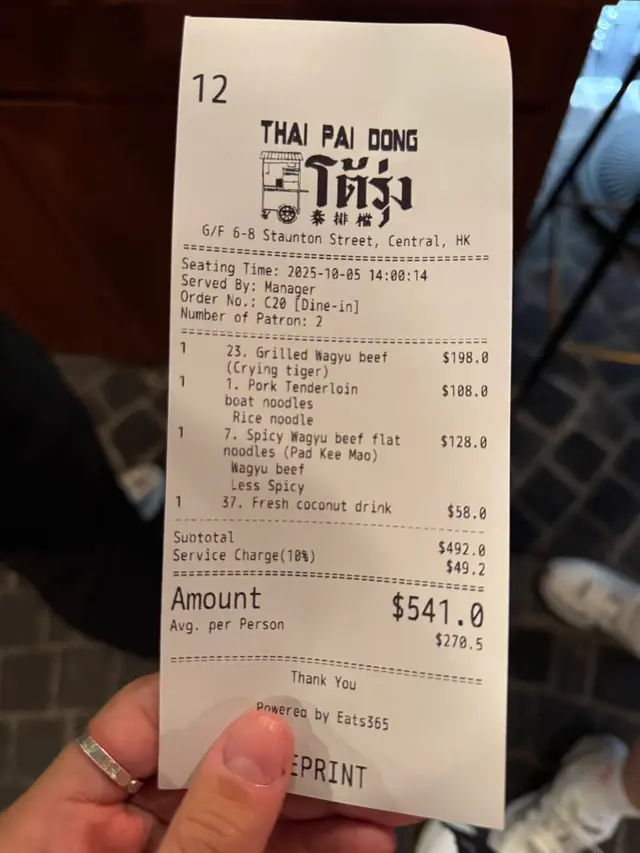 12
THAI PAI DONG
โต้รุ่ง
泰排檔
G/F 6-8 Staunton Street, Central, HK
Seating Time: 2025-10-05 14:00:14
Served By: Manager
Order No.: C20 [Dine-in]
Number of Patron: 2
1 23. Grilled Wagyu beef $198.0
(Crying tiger)
1 1. Pork Tenderloin $108.0
boat noodles
Rice noodle
1 7. Spicy Wagyu beef flat $128.0
noodles (Pad Kee Mao)
Wagyu beef
Less Spicy
1 37. Fresh coconut drink $58.0
Subtotal $492.0
Service Charge(10%) $49.2
Amount $541.0
Avg. per Person $270.5
Thank You
Powered by Eats365
EPRINT